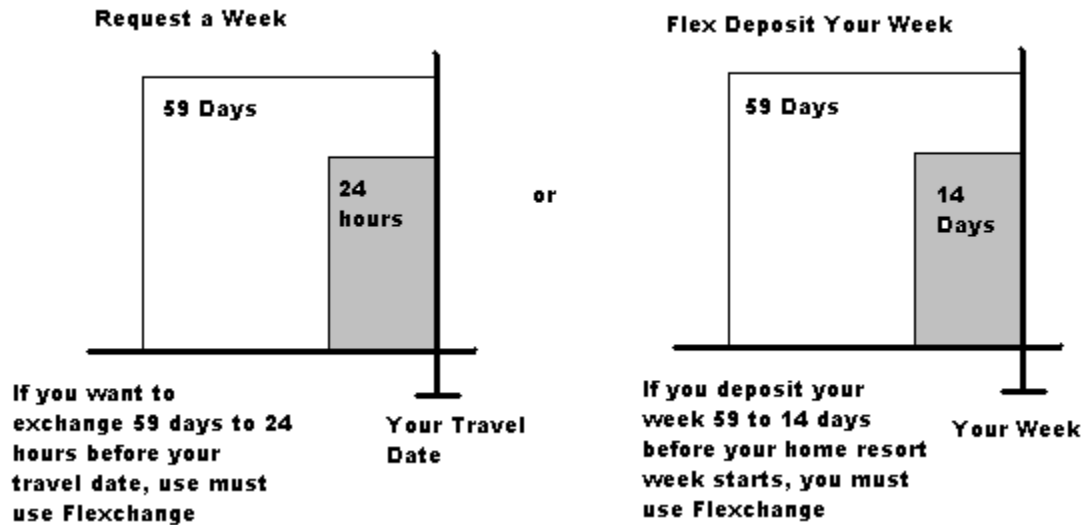 Request a Week
59 Days
24
hours
If you want to
exchange 59 days to 24
hours before your
travel date, use must
use Flexchange
Your Travel
Date
or
Flex Deposit Your Week
59 Days
14
Days
If you deposit your
week 59 to 14 days
before your home resort
week starts, you must
use Flexchange
Your Week